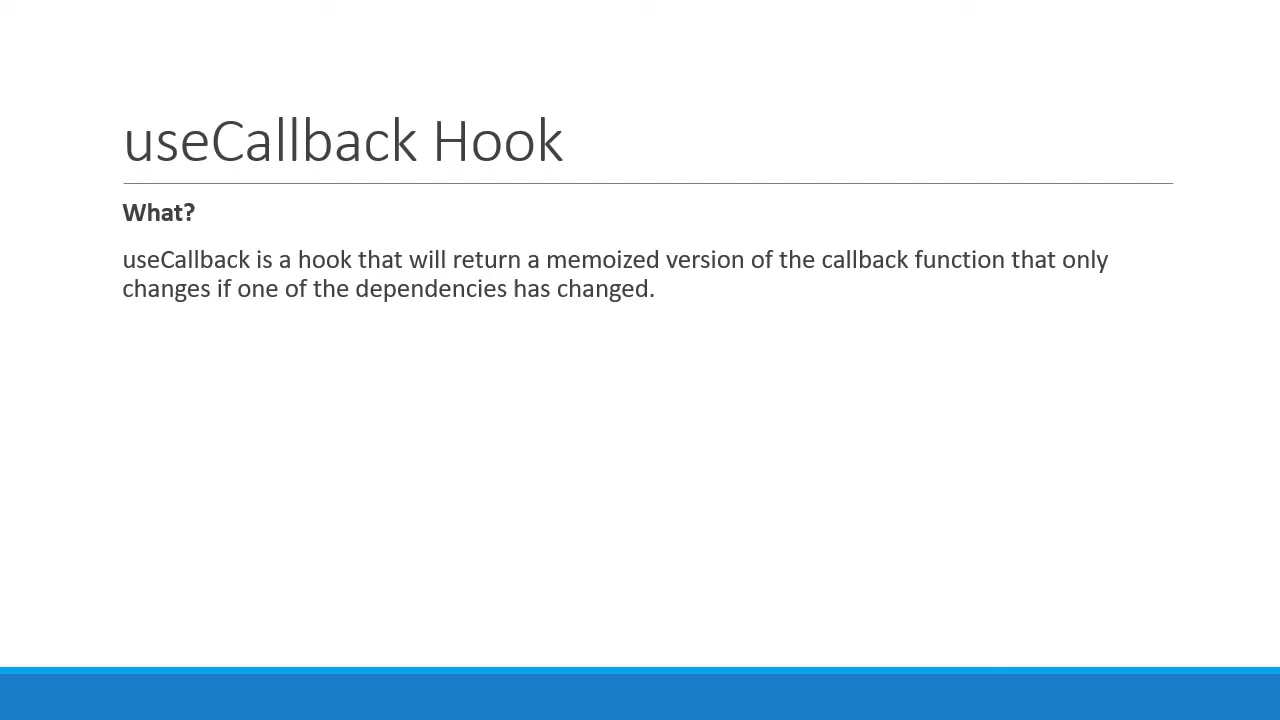 useCallback Hook
What?
useCallback is a hook that will return a memoized version of the callback function that only
changes if one of the dependencies has changed.